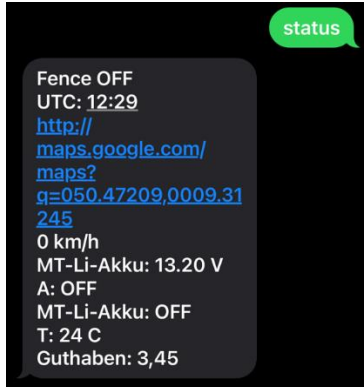 status
Fence OFF
UTC: 12:29
http://
maps.google.com/
maps?
q=050.47209,0009.31
245
0 km/h
MT-Li-Akku: 13.20 V
A: OFF
MT-Li-Akku: OFF
T: 24 C
Guthaben: 3,45